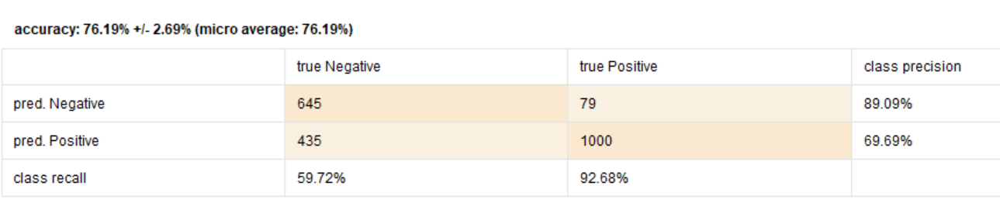 accuracy: 76.19% +/- 2.69% (micro average: 76.19%)
true Negative true Positive class precision
pred. Negative 645 79 89.09%
pred. Positive 435 1000 69.69%
class recall 59.72% 92.68%